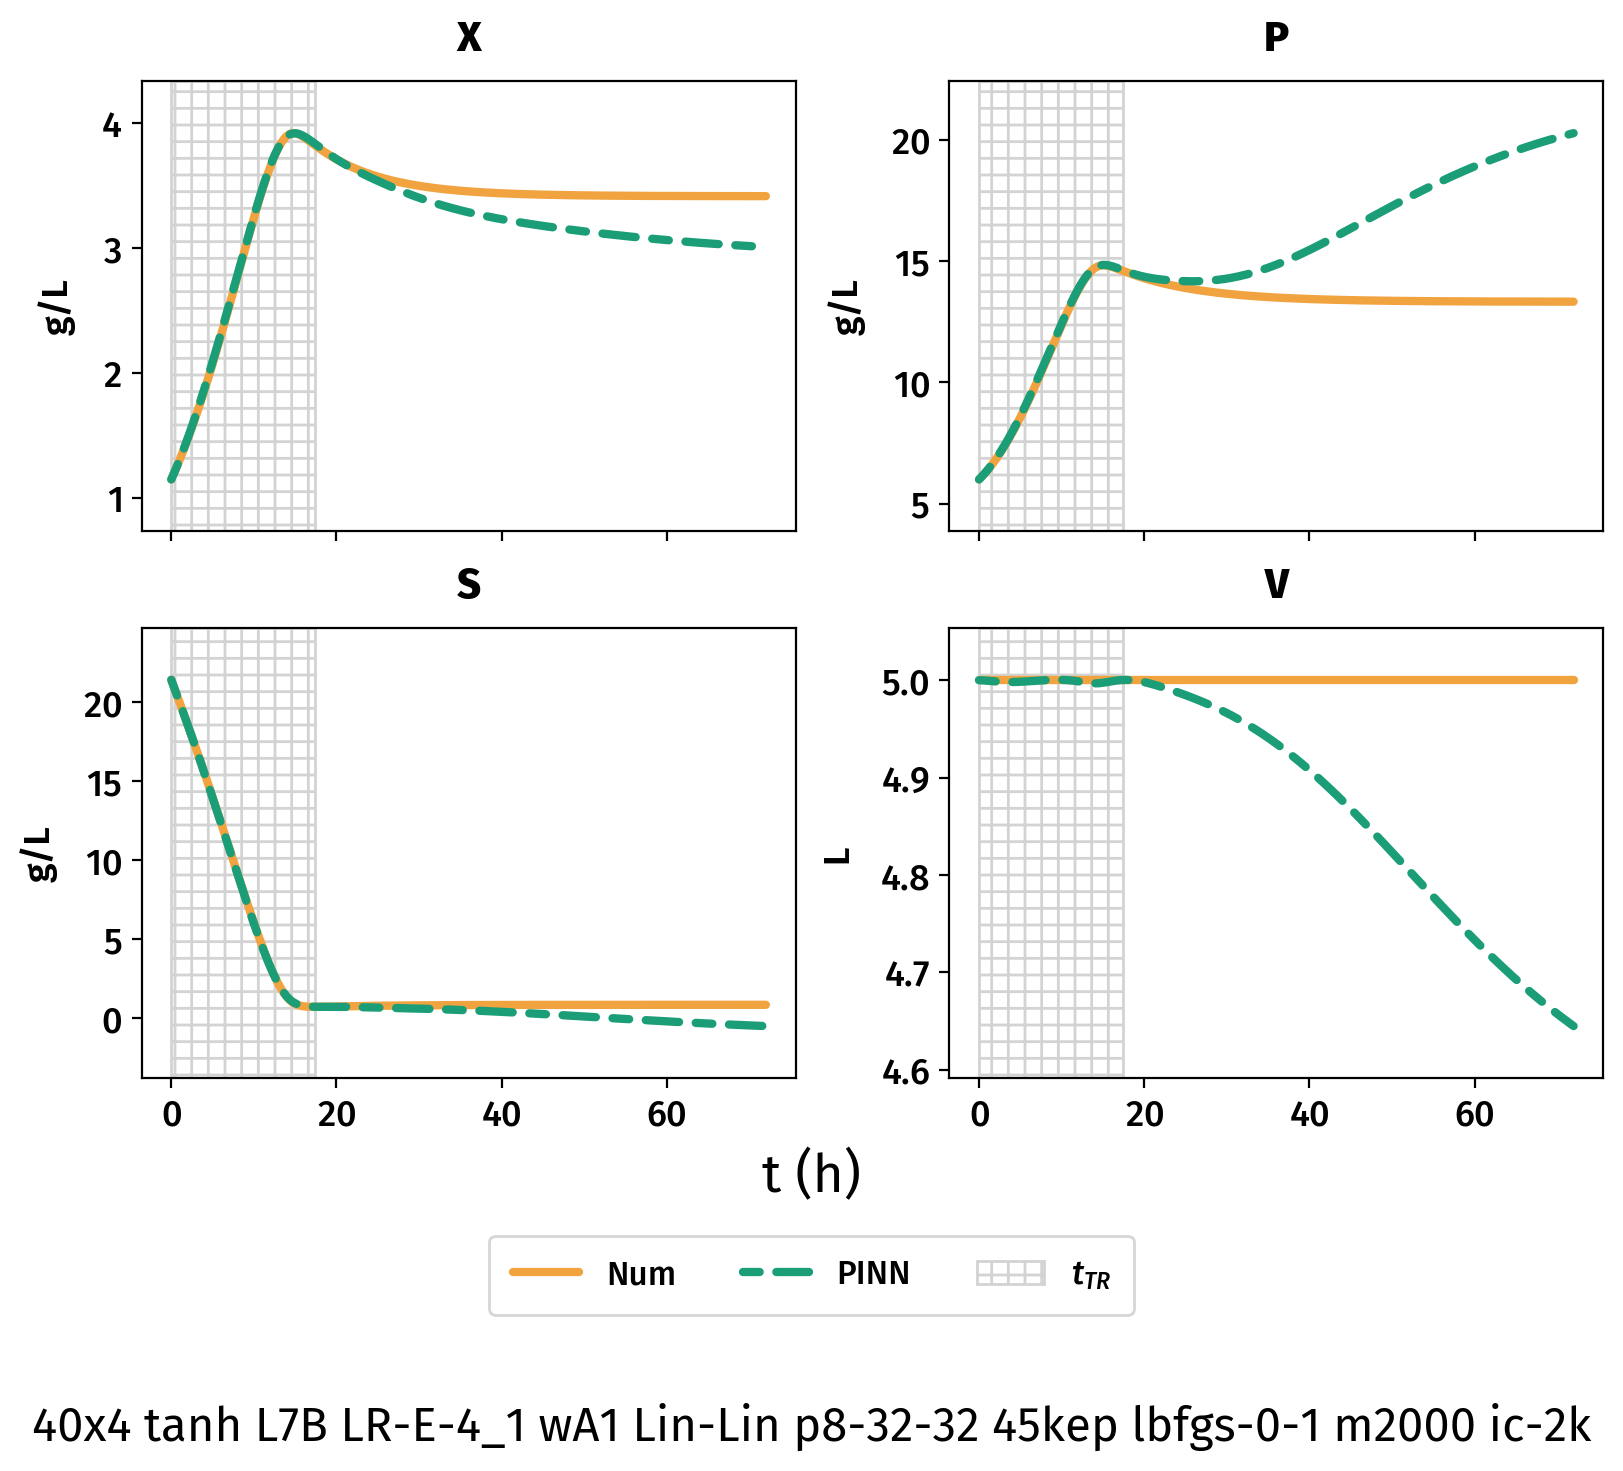 X
4
3
2
1
g/L
P
20
15
10
5
g/L
S
20
15
10
5
0
g/L
0 20 40 60
V
5.0
4.9
4.8
4.7
4.6
L
0 20 40 60
t (h)
Num PINN t_TR
40x4 tanh L7B LR-E-4_1 wA1 Lin-Lin p8-32-32 45kep lbfgs-0-1 m2000 ic-2k